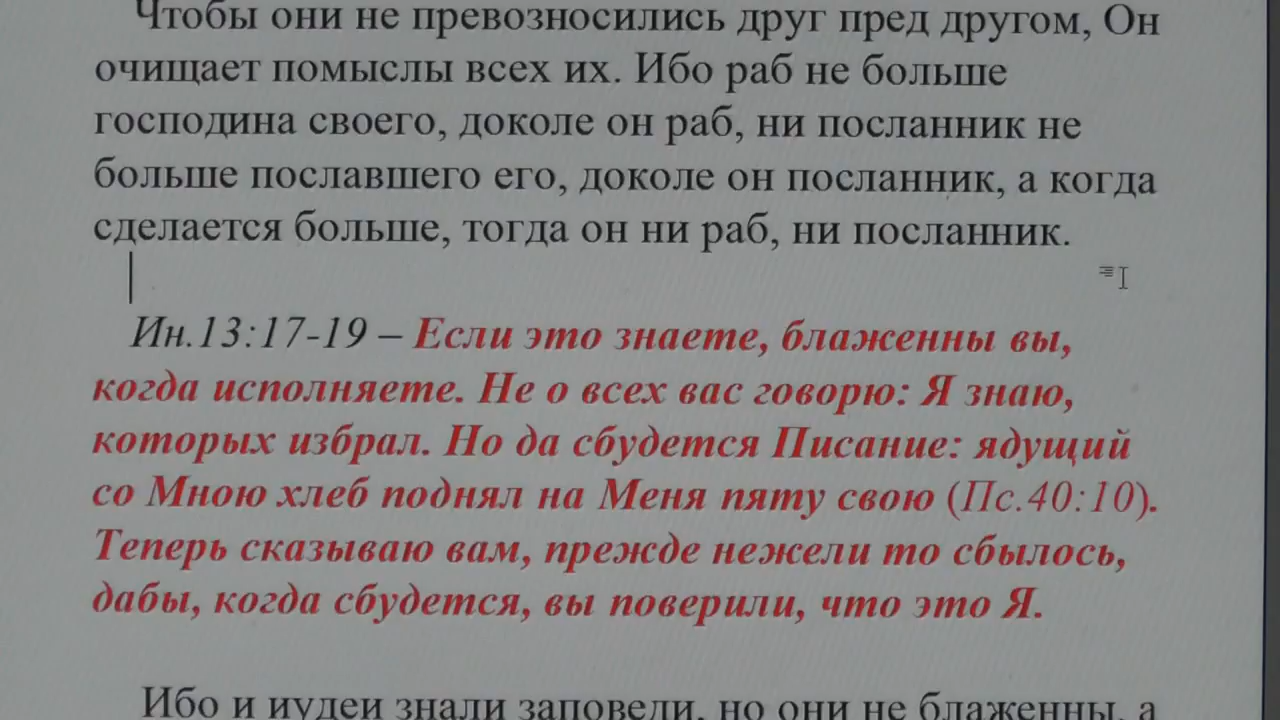 Чтобы они не превозносились друг пред другом, Он
очищает помыслы всех их. Ибо раб не больше
господина своего, доколе он раб, ни посланник не
больше пославшего его, доколе он посланник, а когда
сделается больше, тогда он ни раб, ни посланник.
Ин.13:17-19 – Если это знаете, блаженны вы,
когда исполняете. Не о всех вас говорю: Я знаю,
которых избрал. Но да сбудется Писание: ядущий
со Мною хлеб поднял на Меня пяту свою (Пс.40:10).
Теперь сказываю вам, прежде нежели то сбылось,
дабы, когда сбудется, вы поверили, что это Я.
Ибо и иудеи знали заповеди, но они не блаженны, а